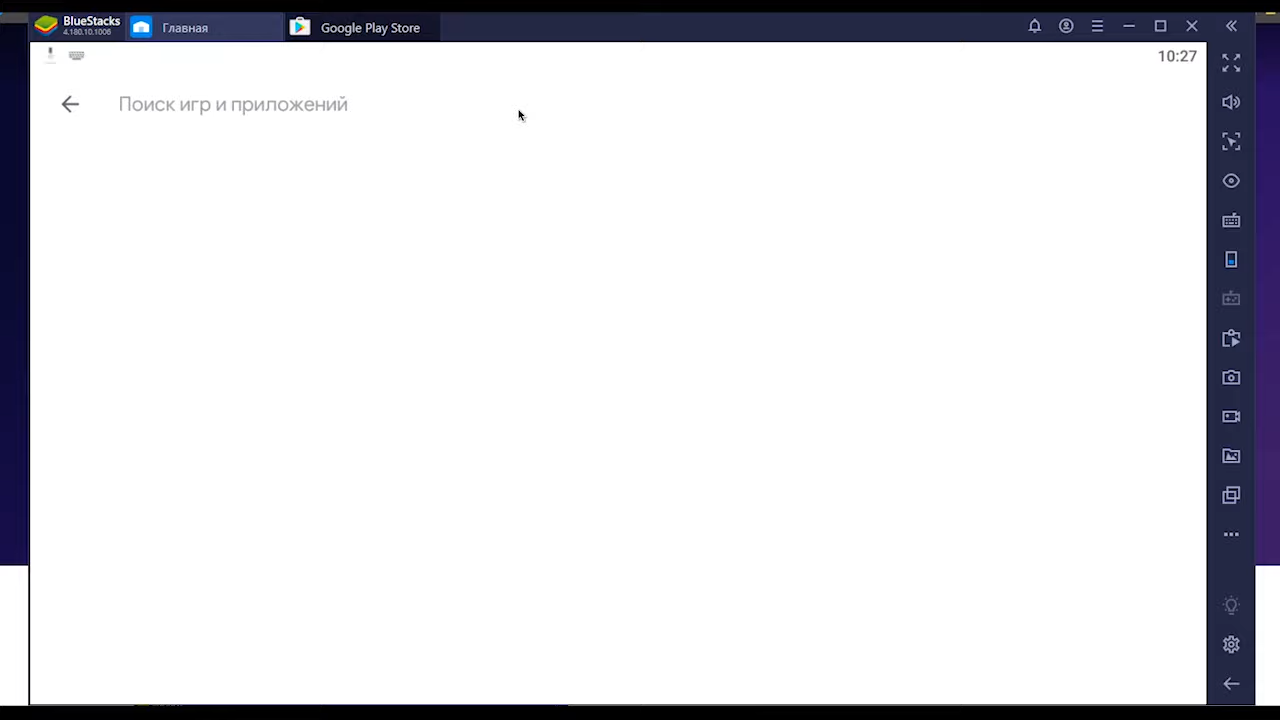 BlueStacks
4.180.10.1006
Главная
Google Play Store
10:27
Поиск игр и приложений